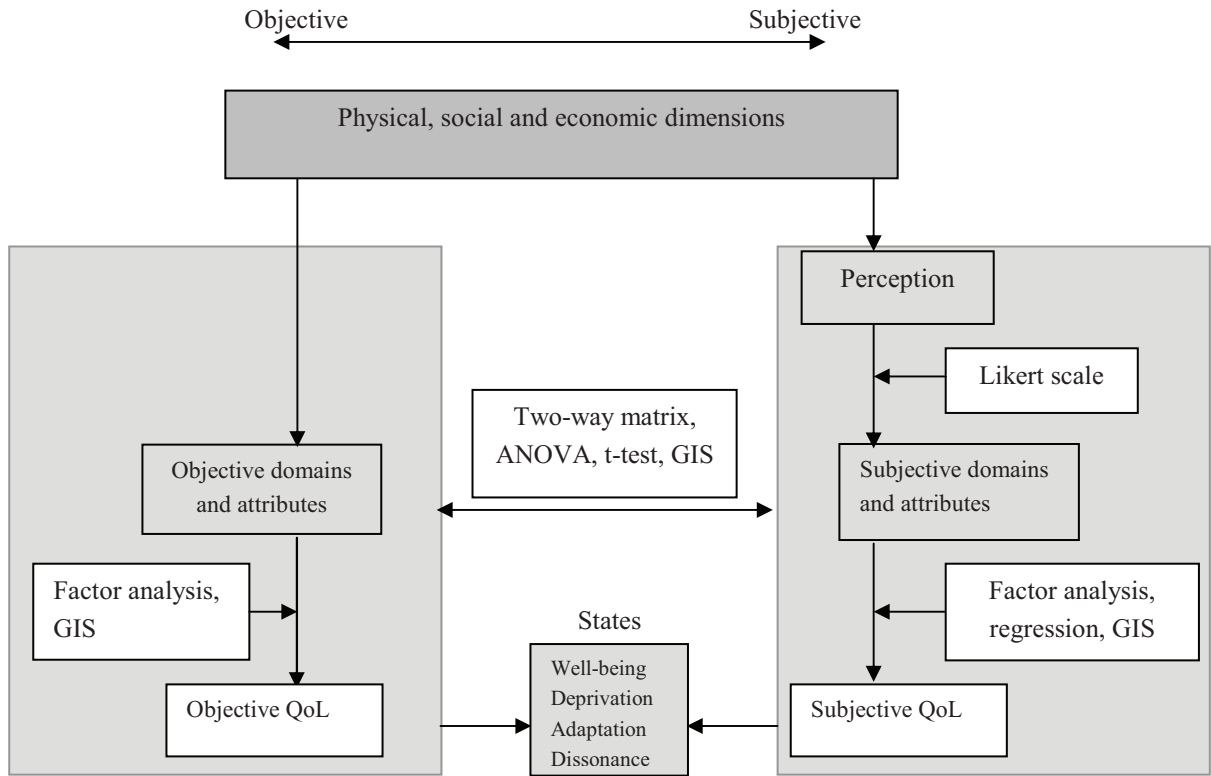 Objective
Subjective
Physical, social and economic dimensions
Perception
Likert scale
Two-way matrix,
ANOVA, t-test, GIS
Objective domains
and attributes
Subjective domains
and attributes
Factor analysis,
GIS
Factor analysis,
regression, GIS
States
Well-being
Deprivation
Adaptation
Dissonance
Objective QoL
Subjective QoL